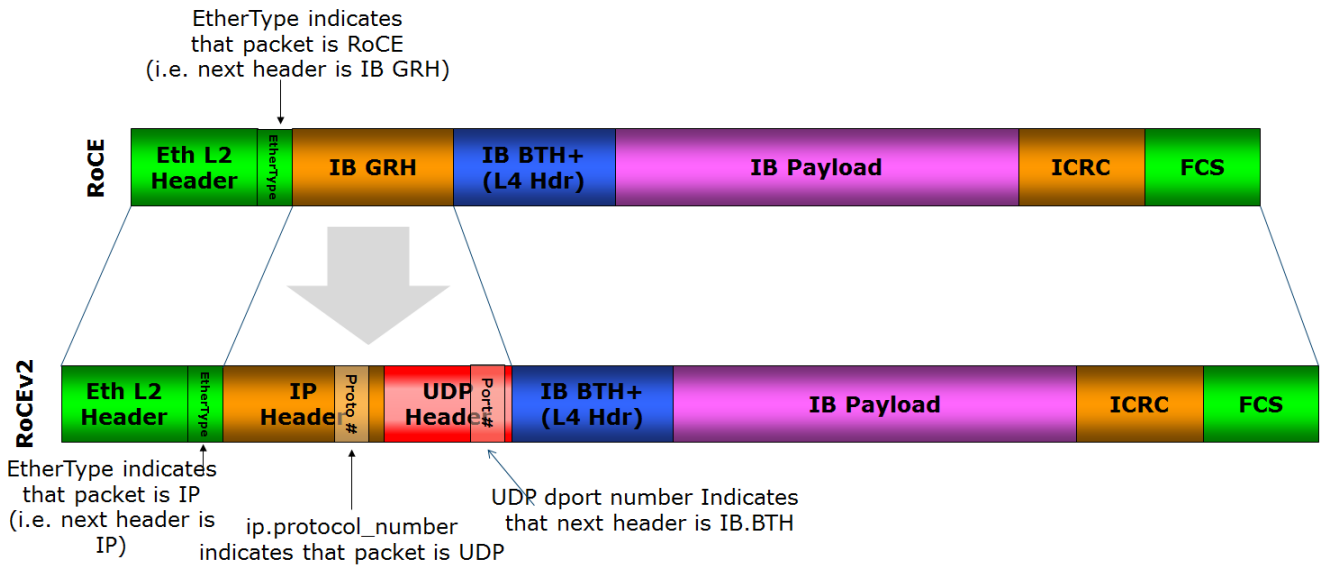 EtherType indicates
that packet is RoCE
(i.e. next header is IB GRH)
RoCE
Eth L2
Header
EtherType
IB GRH
IB BTH+
(L4 Hdr)
IB Payload
ICRC
FCS
RoCEv2
Eth L2
Header
EtherType
IP
Header
Proto #
UDP
Header
Port #
IB BTH+
(L4 Hdr)
IB Payload
ICRC
FCS
EtherType indicates
that packet is IP
(i.e. next header is
IP)
ip.protocol_number
indicates that packet is UDP
UDP dport number Indicates
that next header is IB.BTH